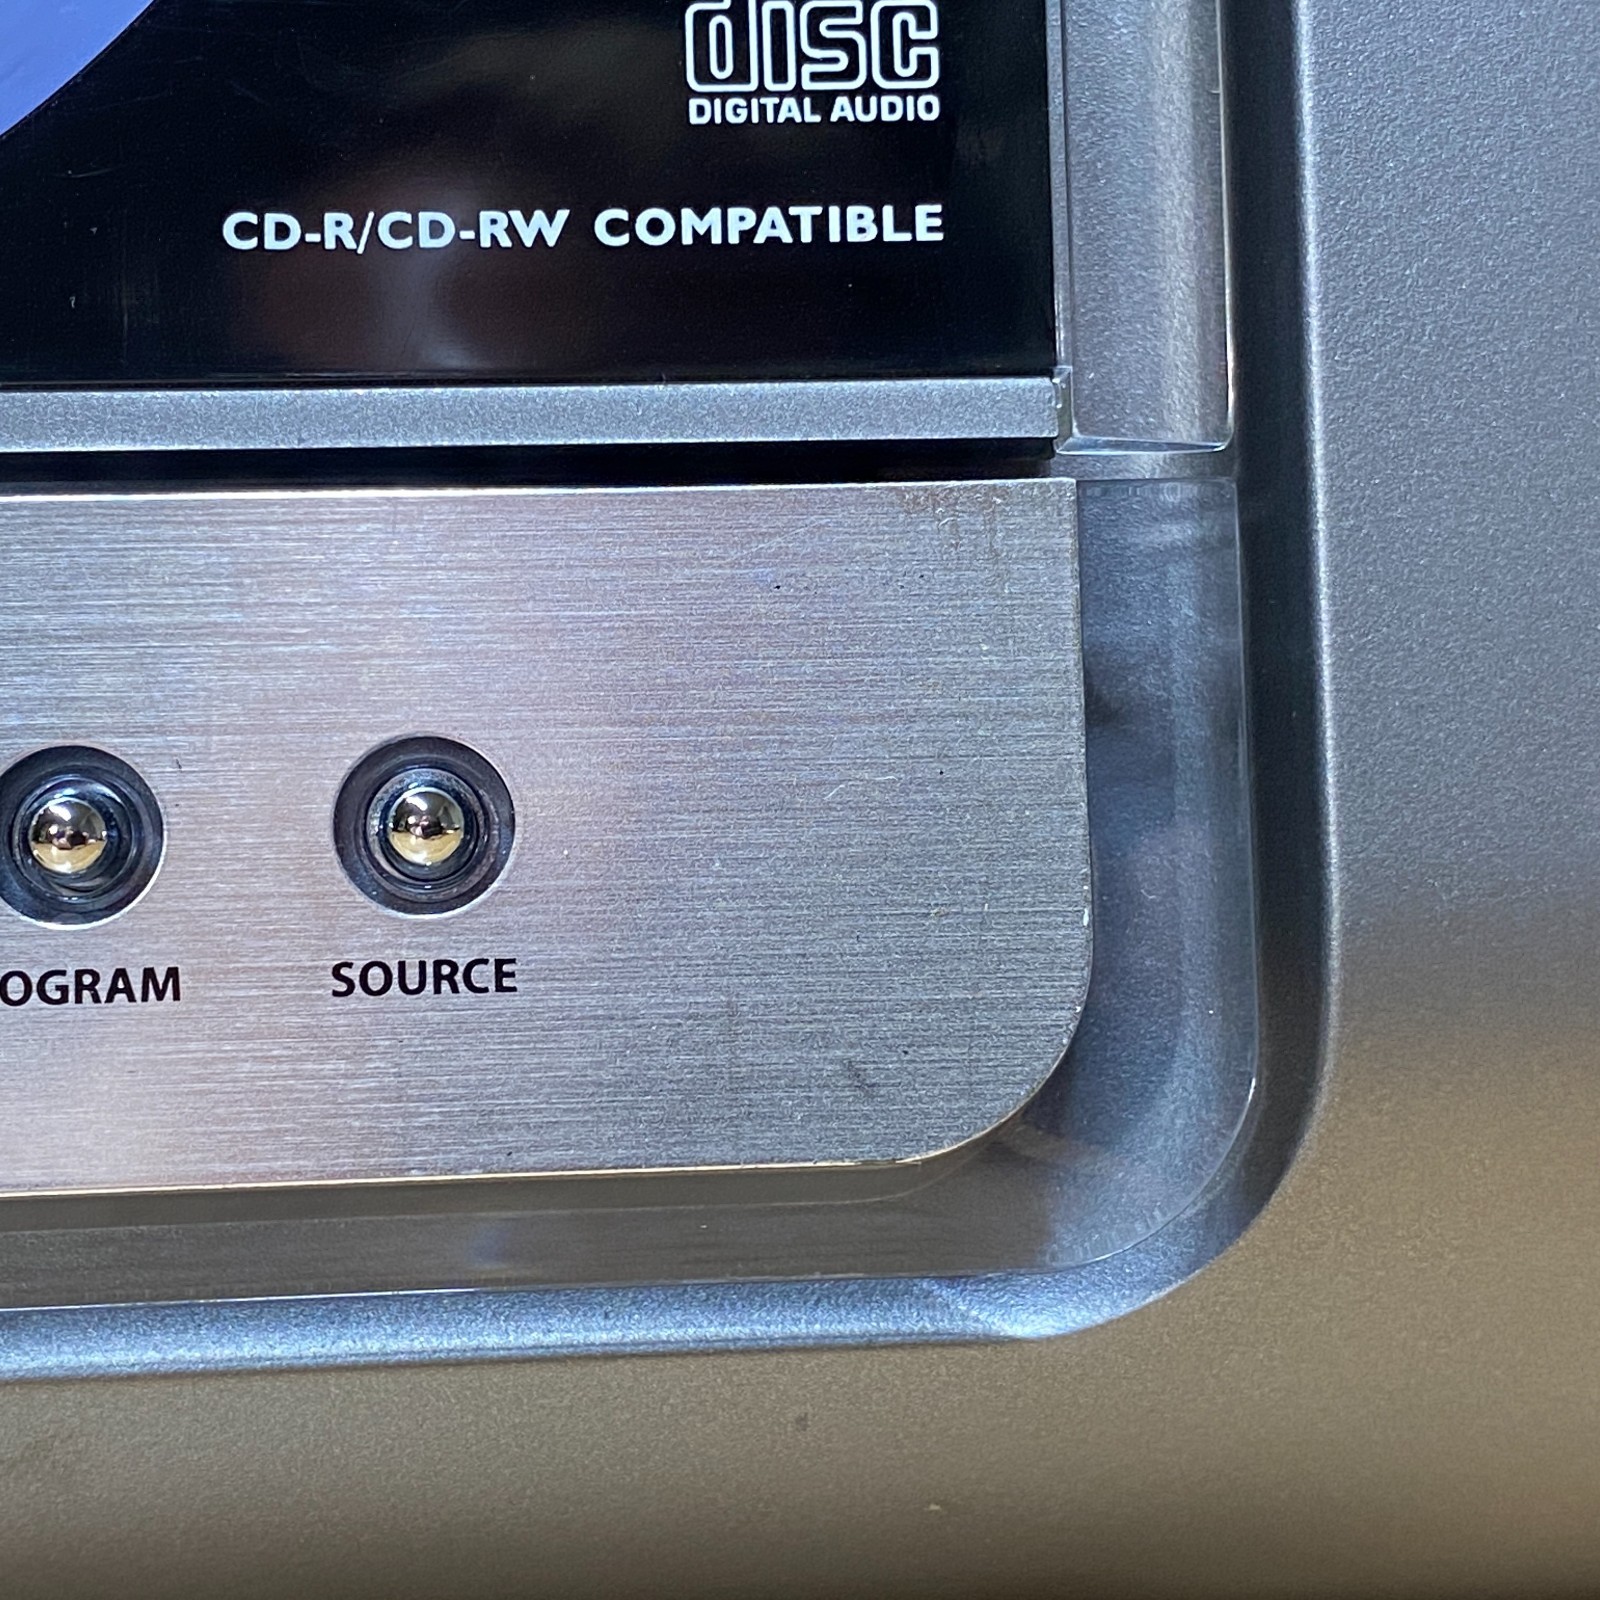 disc
DIGITAL AUDIO
CD-R/CD-RW COMPATIBLE
OGRAM
SOURCE